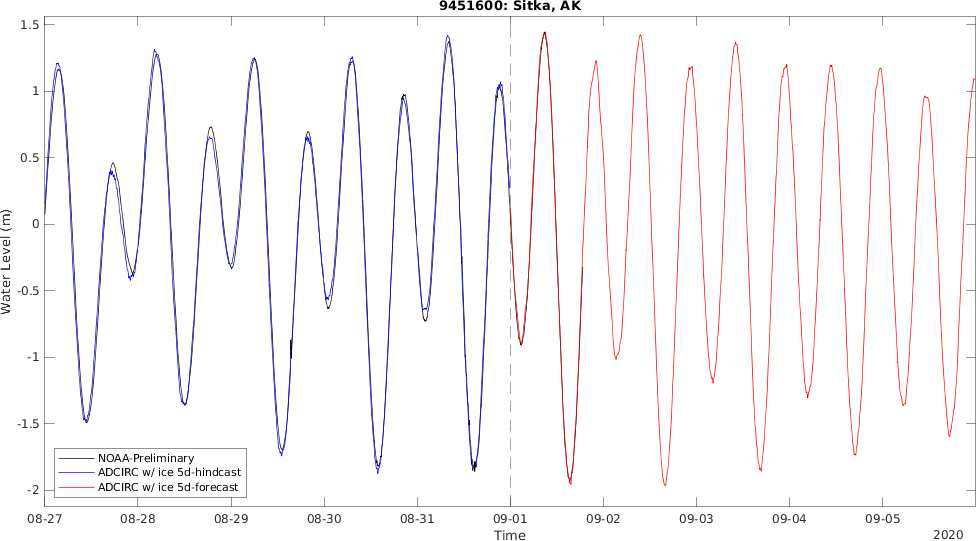 9451600: Sitka, AK
1.5
1
0.5
0
-0.5
-1
-1.5
-2
Water Level (m)
NOAA-Preliminary
ADCIRC w/ ice 5d-hindcast
ADCIRC w/ ice 5d-forecast
08-27 08-28 08-29 08-30 08-31 09-01 09-02 09-03 09-04 09-05
Time
2020